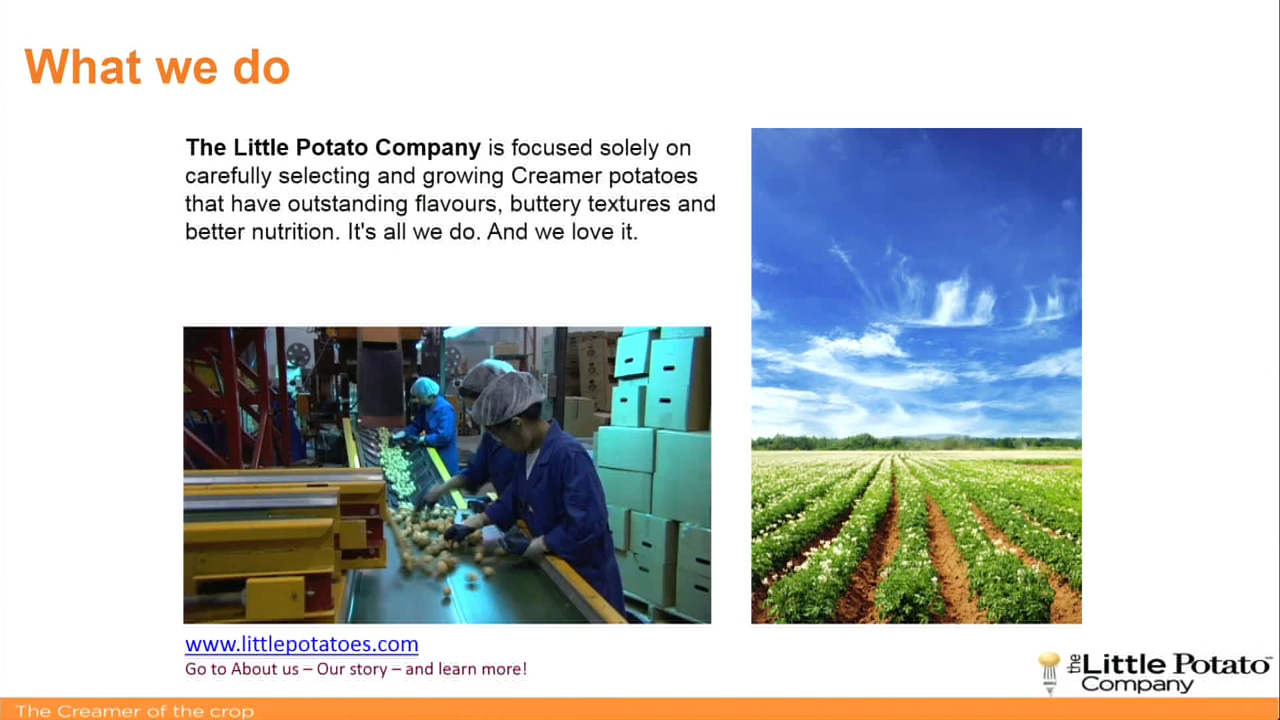 What we do
The Little Potato Company is focused solely on
carefully selecting and growing Creamer potatoes
that have outstanding flavours, buttery textures and
better nutrition. It's all we do. And we love it.
www.littlepotatoes.com
Go to About us – Our story – and learn more!
the Little Potato™
Company
The Creamer of the crop